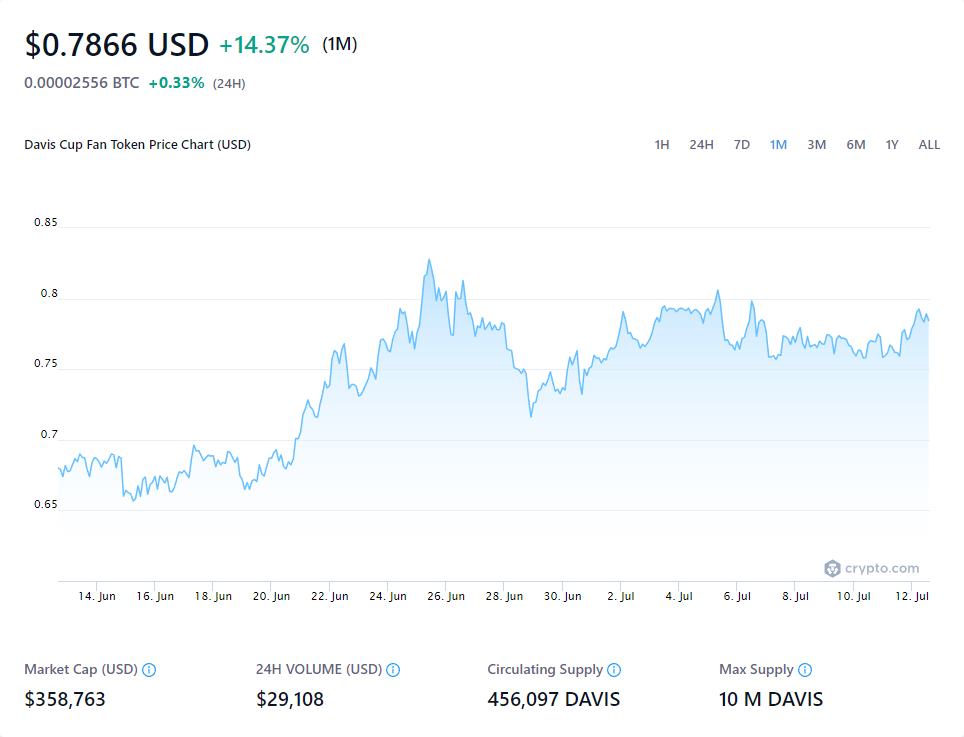 $0.7866 USD +14.37% (1M)
0.00002556 BTC +0.33% (24H)
Davis Cup Fan Token Price Chart (USD) 1H 24H 7D 1M 3M 6M 1Y ALL
0.85
0.8
0.75
0.7
0.65
crypto.com
14. Jun 16. Jun 18. Jun 20. Jun 22. Jun 24. Jun 26. Jun 28. Jun 30. Jun 2. Jul 4. Jul 6. Jul 8. Jul 10. Jul 12. Jul
Market Cap (USD) 24H VOLUME (USD) Circulating Supply Max Supply
$358,763 $29,108 456,097 DAVIS 10 M DAVIS